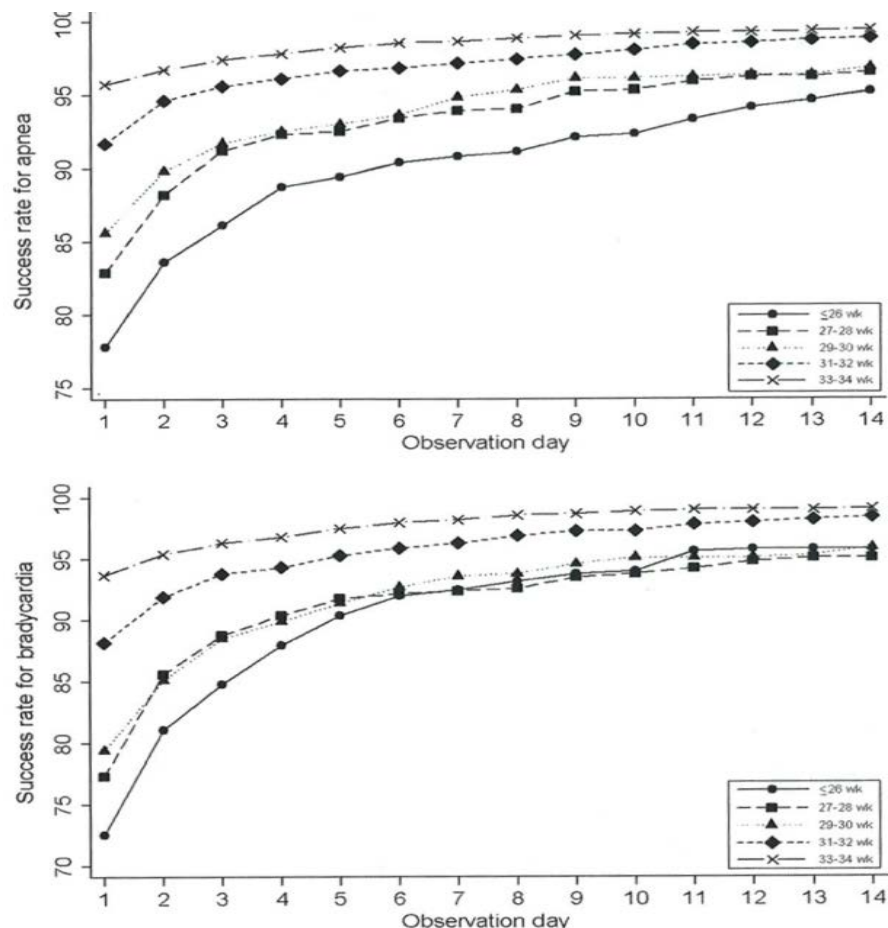 Success rate for apnea
100
95
90
85
80
75
1 2 3 4 5 6 7 8 9 10 11 12 13 14
Observation day
≤26 wk
27-28 wk
29-30 wk
31-32 wk
33-34 wk
Success rate for bradycardia
100
95
90
85
80
75
70
1 2 3 4 5 6 7 8 9 10 11 12 13 14
Observation day
≤26 wk
27-28 wk
29-30 wk
31-32 wk
33-34 wk